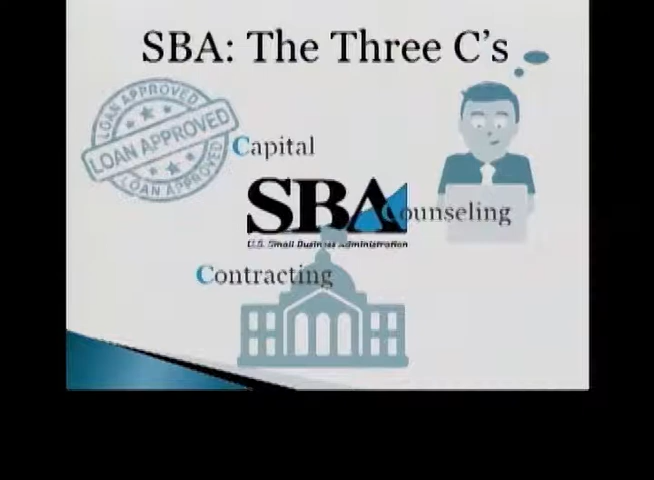 SBA: The Three C's
LOAN APPROVED
LOAN APPROVED
LOAN APPROVED
Capital
SBA
Counseling
U.S. Small Business Administration
Contracting